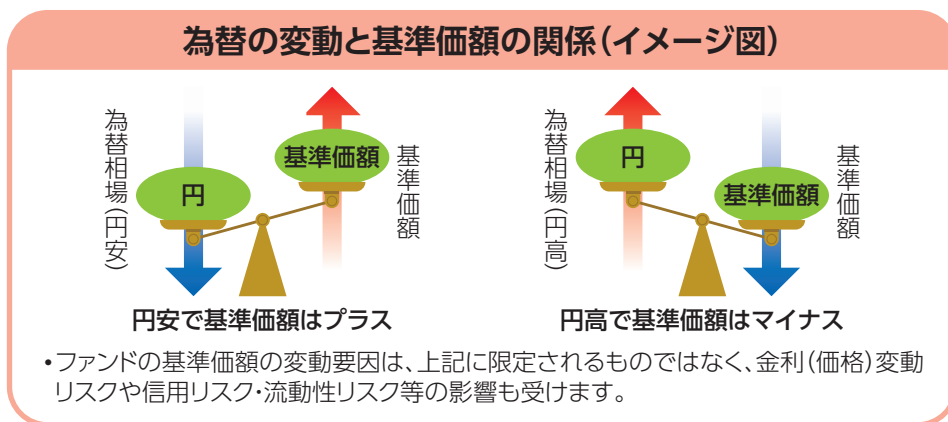 為替の変動と基準価額の関係(イメージ図)
為替相場(円安)
円
基準価額
基準価額
円安で基準価額はプラス
為替相場(円高)
円
基準価額
基準価額
円高で基準価額はマイナス
•ファンドの基準価額の変動要因は、上記に限定されるものではなく、金利(価格)変動
リスクや信用リスク・流動性リスク等の影響も受けます。